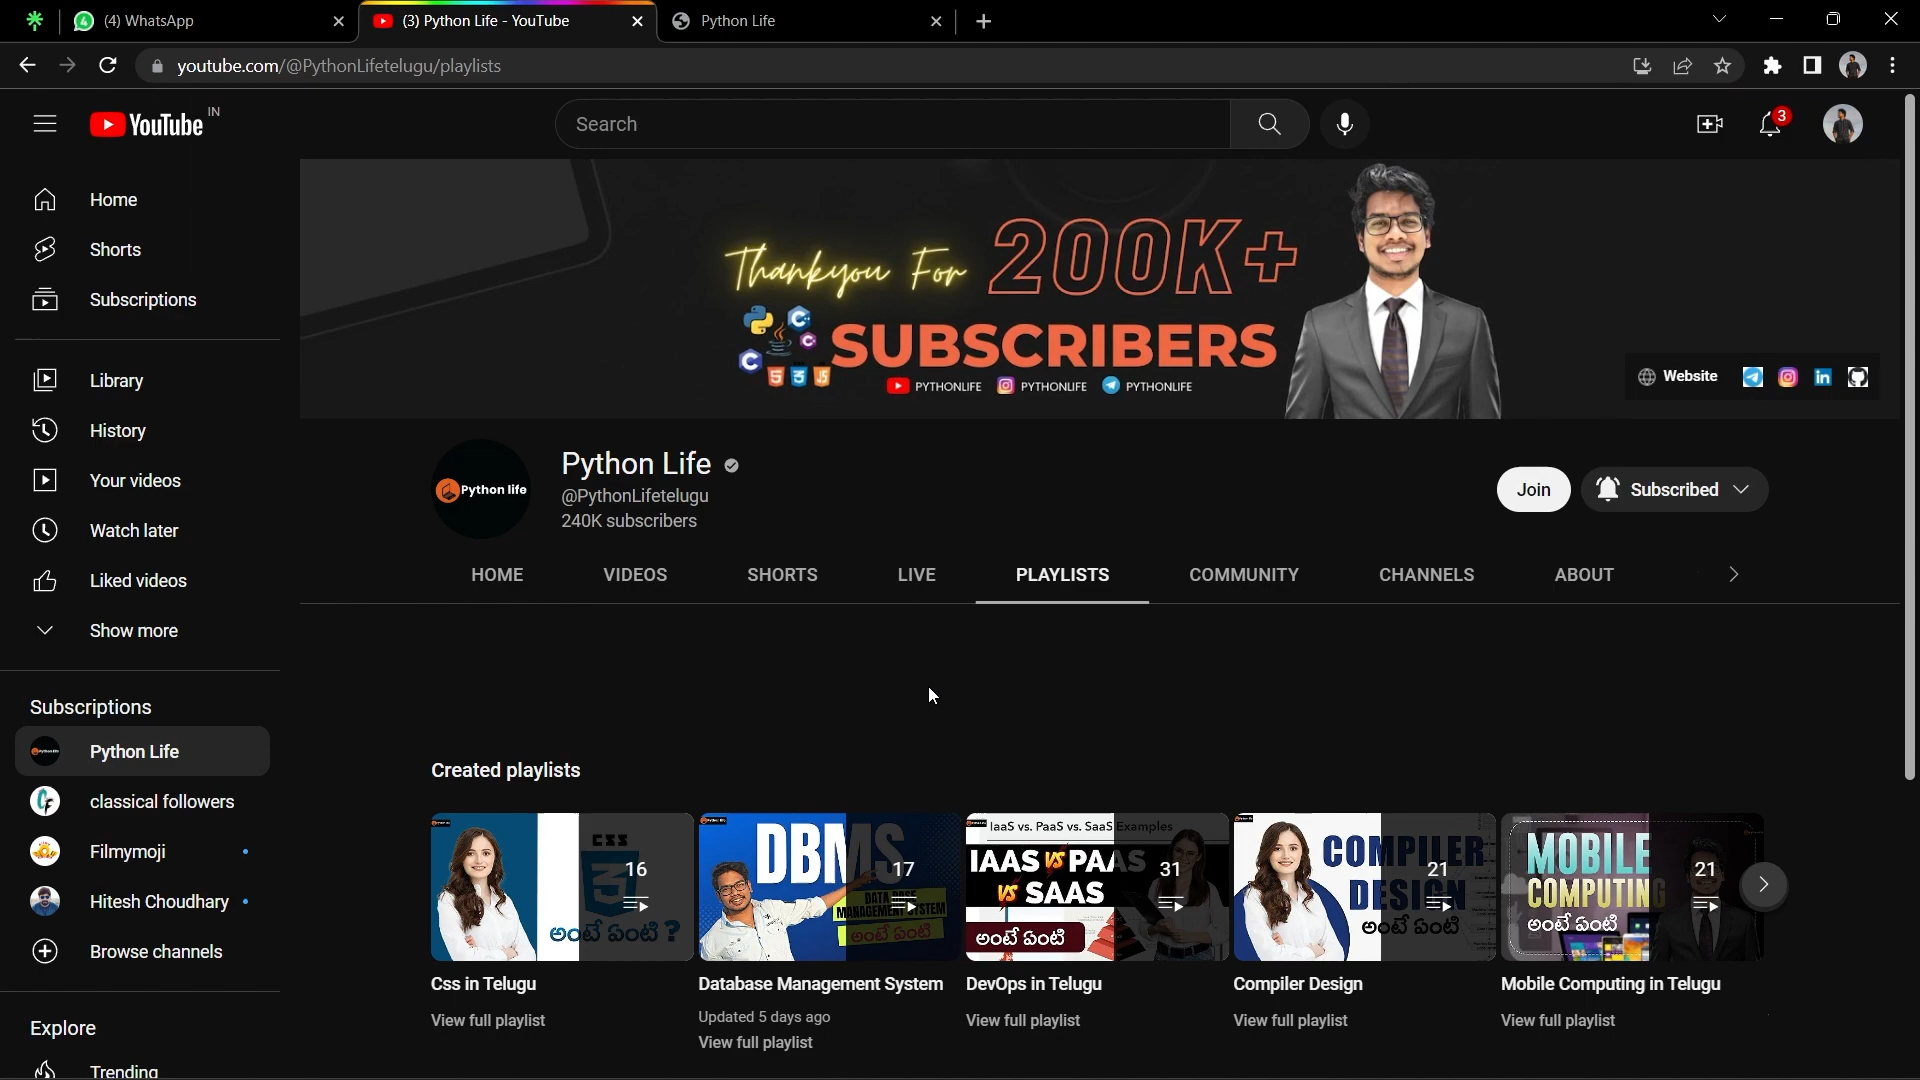 (4) WhatsApp
(3) Python Life - YouTube
Python Life
youtube.com/@PythonLifetelugu/playlists
YouTube IN
Search
3
Home
Shorts
Subscriptions
Library
History
Your videos
Watch later
Liked videos
Show more
Subscriptions
Python Life
classical followers
Filmymoji
Hitesh Choudhary
Browse channels
Explore
Trending
Thankyou For 200K+
SUBSCRIBERS
PYTHONLIFE PYTHONLIFE PYTHONLIFE
Website
Python life
Python Life
@PythonLifetelugu
240K subscribers
Join
Subscribed
HOME VIDEOS SHORTS LIVE PLAYLISTS COMMUNITY CHANNELS ABOUT
Created playlists
CSS
అంటే ఏంటి ?
16
DBMS
DATA BASE
MANAGEMENT SYSTEM
అంటే ఏంటి
17
IaaS vs. PaaS vs. SaaS Examples
IAAS VS PAAS
VS SAAS
అంటే ఏంటి
31
COMPILER
DESIGN
అంటే ఏంటి
21
MOBILE
COMPUTING
అంటే ఏంటి
21
Css in Telugu
View full playlist
Database Management System
Updated 5 days ago
View full playlist
DevOps in Telugu
View full playlist
Compiler Design
View full playlist
Mobile Computing in Telugu
View full playlist